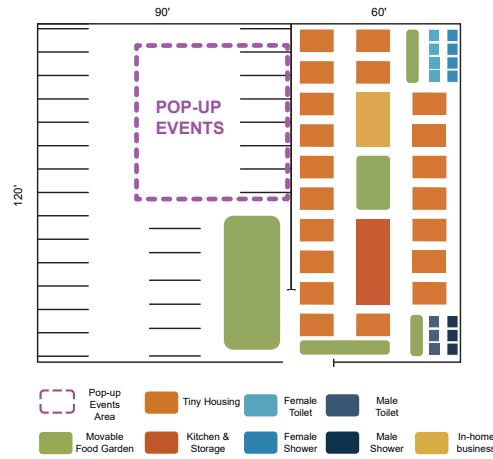 90'
60'
POP-UP
EVENTS
120'
Pop-up
Events
Area
Tiny Housing
Female
Toilet
Male
Toilet
Movable
Food Garden
Kitchen &
Storage
Female
Shower
Male
Shower
In-home
business